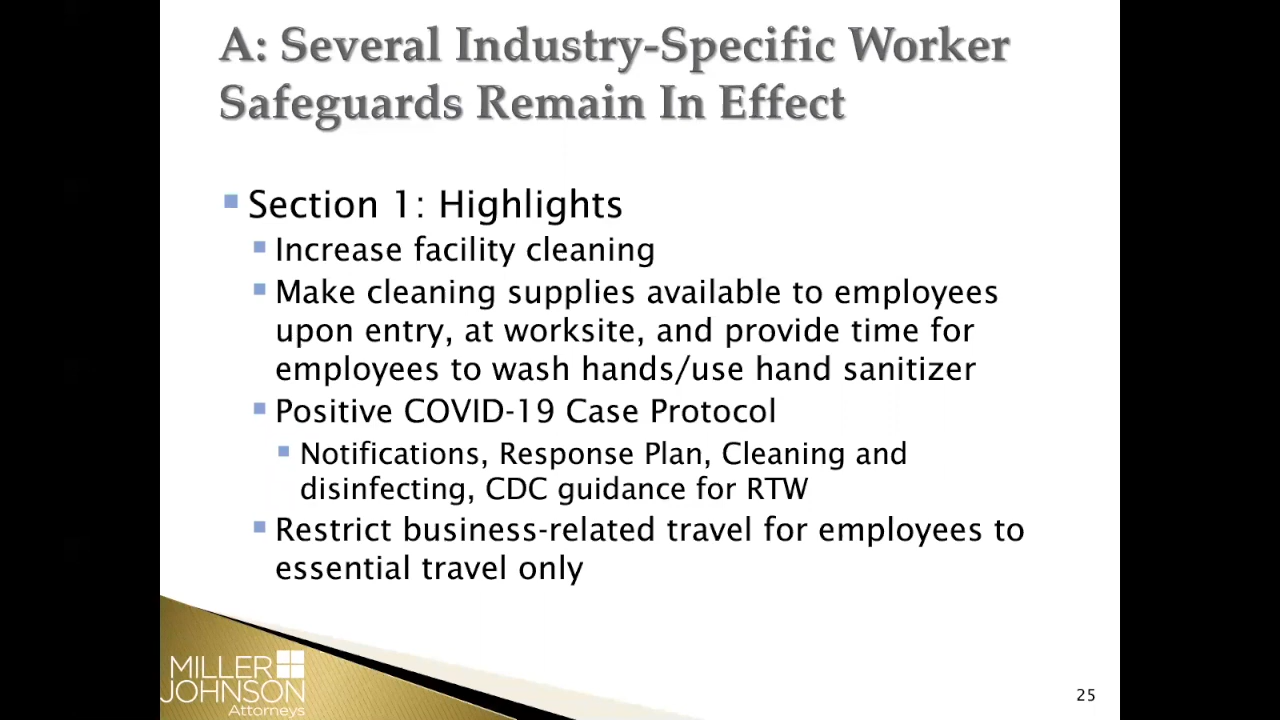 A: Several Industry-Specific Worker
Safeguards Remain In Effect
Section 1: Highlights
Increase facility cleaning
Make cleaning supplies available to employees
upon entry, at worksite, and provide time for
employees to wash hands/use hand sanitizer
Positive COVID-19 Case Protocol
Notifications, Response Plan, Cleaning and
disinfecting, CDC guidance for RTW
Restrict business-related travel for employees to
essential travel only
MILLER
JOHNSON
Attorneys
25